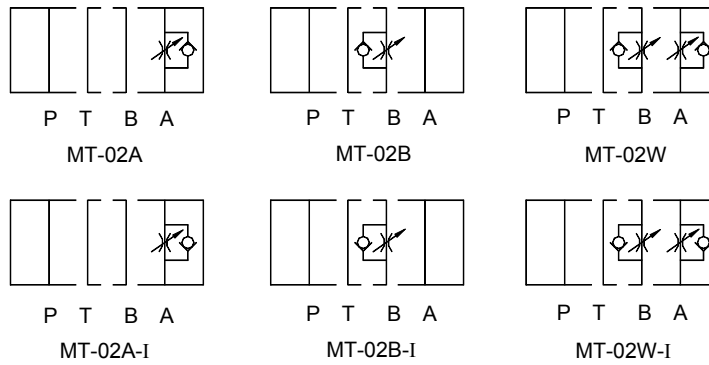 P T B A P T B A P T B A
MT-02A MT-02B MT-02W
P T B A P T B A P T B A
MT-02A-I MT-02B-I MT-02W-I